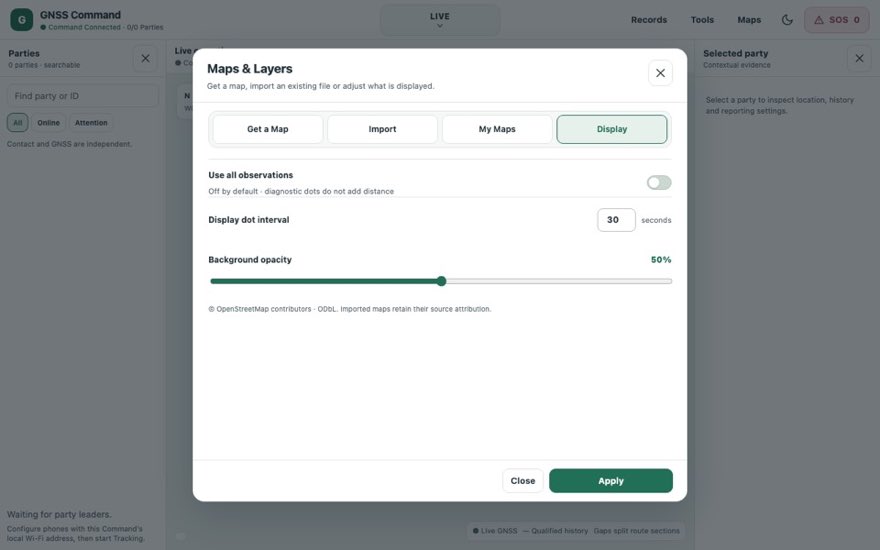 G
GNSS Command
Command Connected · 0/0 Parties
LIVE
Records
Tools
Maps
SOS 0
Parties
0 parties · searchable
Find party or ID
All
Online
Attention
Contact and GNSS are independent.
Waiting for party leaders.
Configure phones with this Command's
local Wi-Fi address, then start Tracking.
Selected party
Contextual evidence
Select a party to inspect location, history
and reporting settings.
Maps & Layers
Get a map, import an existing file or adjust what is displayed.
Get a Map
Import
My Maps
Display
Use all observations
Off by default · diagnostic dots do not add distance
Display dot interval
30
seconds
Background opacity
50%
© OpenStreetMap contributors · ODbL. Imported maps retain their source attribution.
Close
Apply
Live GNSS — Qualified history Gaps split route sections